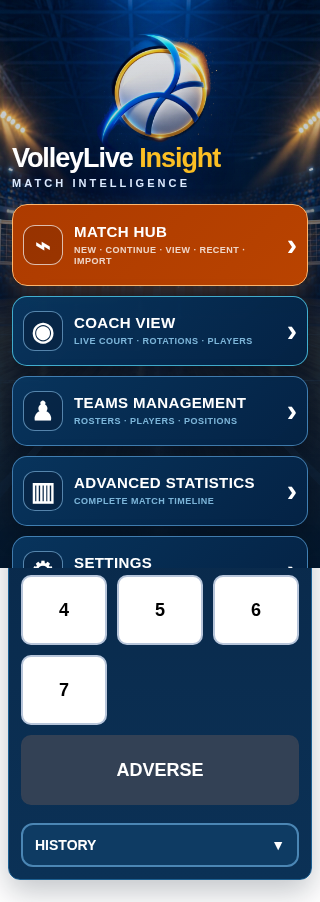 VolleyLive Insight
MATCH INTELLIGENCE
MATCH HUB
NEW · CONTINUE · VIEW · RECENT ·
IMPORT
COACH VIEW
LIVE COURT · ROTATIONS · PLAYERS
TEAMS MANAGEMENT
ROSTERS · PLAYERS · POSITIONS
ADVANCED STATISTICS
COMPLETE MATCH TIMELINE
SETTINGS
4 5 6
7
ADVERSE
HISTORY ▼